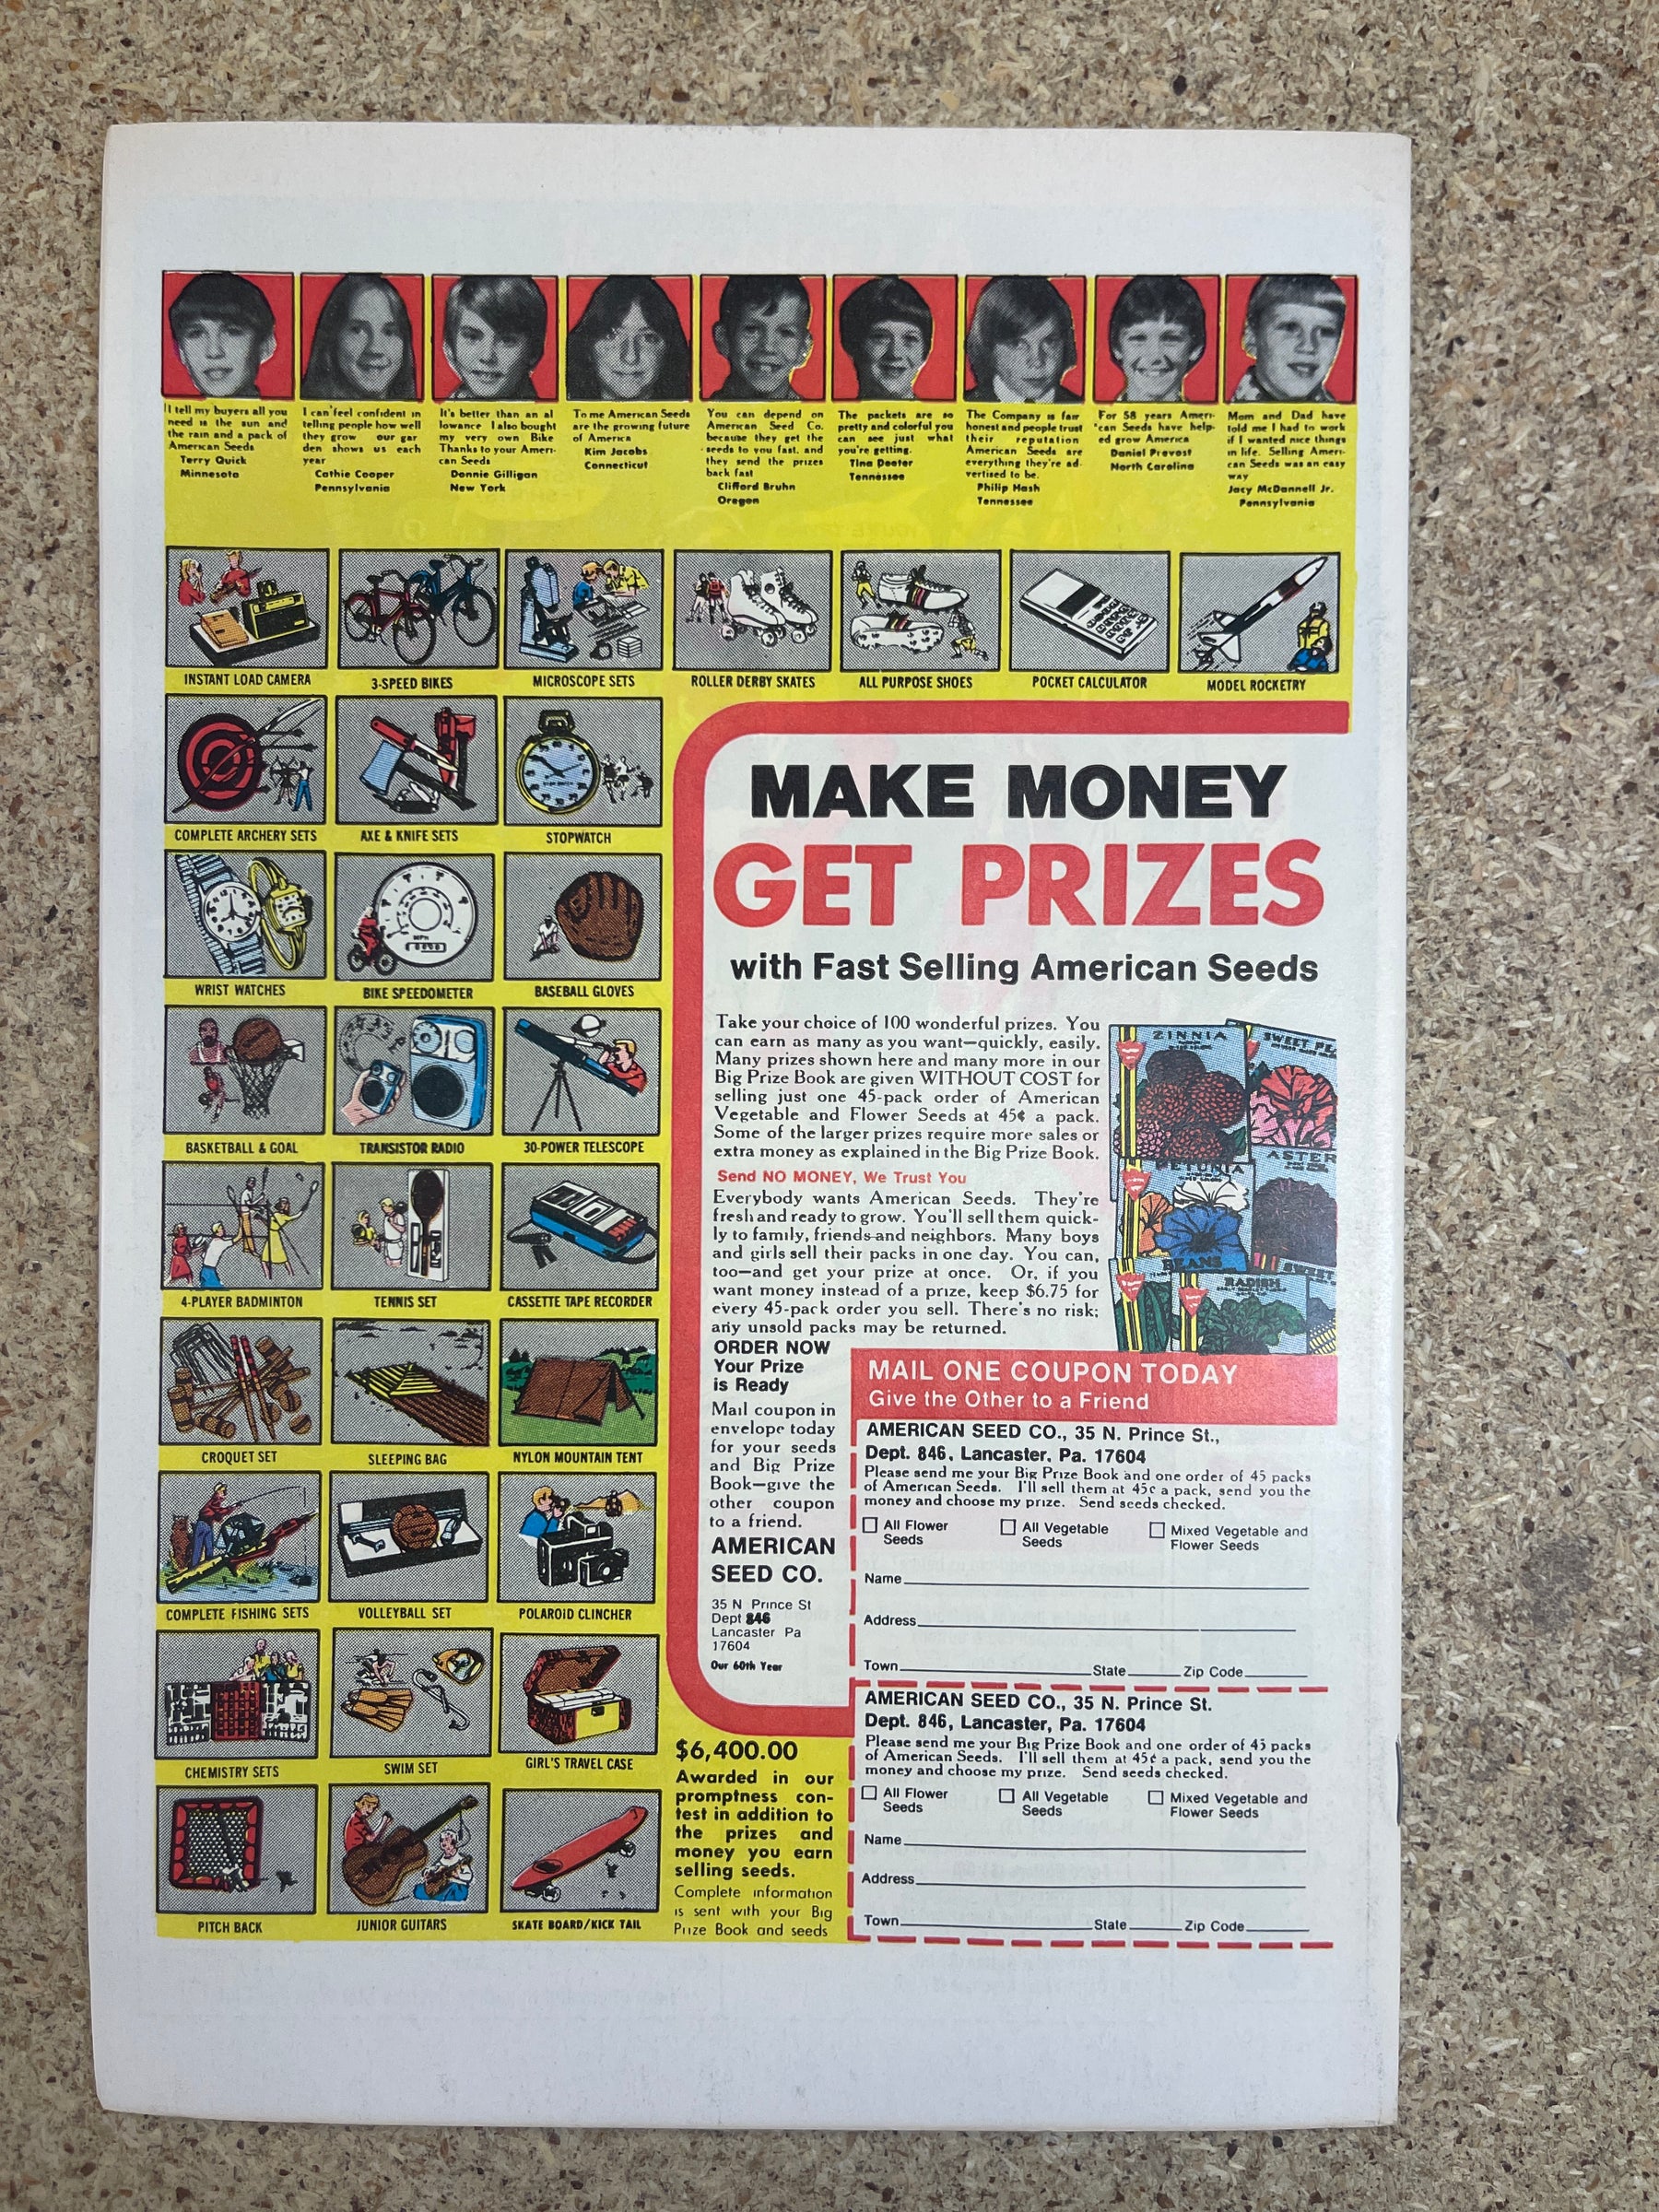 I tell my buyers all you
need is the sun and
the rain and a pack of
American Seeds
Terry Quick
Minnesota
I can feel confident in
telling people how well
they grow our gar
den shows us each
year
Cathie Cooper
Pennsylvania
It's better than an al
lowance I also bought
my very own Bike
Thanks to your Ameri-
can Seeds
Donnie Gilligan
New York
To me American Seeds
are the growing future
of America
Kim Jacobs
Connecticut
You can depend on
American Seed Co.
because they get the
seeds to you fast, and
they send the prizes
back fast
Clifford Bruhn
Oregon
The packets are so
pretty and colorful you
can see just what
you're getting.
Tina Deeter
Tennessee
The Company is fair
honest and people trust
their reputation
American Seeds are
everything they're ad-
vertised to be.
Philip Hash
Tennessee
For 58 years Ameri-
can Seeds have help-
ed grow America
Daniel Prevost
North Carolina
Mom and Dad have
told me I had to work
if I wanted nice things
in life. Selling Ameri-
can Seeds was an easy
way
Jacy McDannell Jr.
Pennsylvania
INSTANT LOAD CAMERA
3-SPEED BIKES
MICROSCOPE SETS
ROLLER DERBY SKATES
ALL PURPOSE SHOES
POCKET CALCULATOR
MODEL ROCKETRY
COMPLETE ARCHERY SETS
AXE & KNIFE SETS
STOPWATCH
WRIST WATCHES
BIKE SPEEDOMETER
BASEBALL GLOVES
BASKETBALL & GOAL
TRANSISTOR RADIO
30-POWER TELESCOPE
4-PLAYER BADMINTON
TENNIS SET
CASSETTE TAPE RECORDER
CROQUET SET
SLEEPING BAG
NYLON MOUNTAIN TENT
COMPLETE FISHING SETS
VOLLEYBALL SET
POLAROID CLINCHER
CHEMISTRY SETS
SWIM SET
GIRL'S TRAVEL CASE
PITCH BACK
JUNIOR GUITARS
SKATE BOARD/KICK TAIL
MAKE MONEY
GET PRIZES
with Fast Selling American Seeds
Take your choice of 100 wonderful prizes. You
can earn as many as you want—quickly, easily.
Many prizes shown here and many more in our
Big Prize Book are given WITHOUT COST for
selling just one 45-pack order of American
Vegetable and Flower Seeds at 45¢ a pack.
Some of the larger prizes require more sales or
extra money as explained in the Big Prize Book.
Send NO MONEY, We Trust You
Everybody wants American Seeds. They're
fresh and ready to grow. You'll sell them quick-
ly to family, friends and neighbors. Many boys
and girls sell their packs in one day. You can,
too—and get your prize at once. Or, if you
want money instead of a prize, keep $6.75 for
every 45-pack order you sell. There's no risk;
any unsold packs may be returned.
ZINNIA
SWEET PE
ASTER
PETUNIA
BEANS
RADISH
SWEET
ORDER NOW
Your Prize
is Ready
Mail coupon in
envelope today
for your seeds
and Big Prize
Book—give the
other coupon
to a friend.
AMERICAN
SEED CO.
35 N Prince St
Dept 846
Lancaster Pa
17604
Our 60th Year
MAIL ONE COUPON TODAY
Give the Other to a Friend
AMERICAN SEED CO., 35 N. Prince St.,
Dept. 846, Lancaster, Pa. 17604
Please send me your Big Prize Book and one order of 45 packs
of American Seeds. I'll sell them at 45¢ a pack, send you the
money and choose my prize. Send seeds checked.
All Flower Seeds
All Vegetable Seeds
Mixed Vegetable and Flower Seeds
Name
Address
Town State Zip Code
AMERICAN SEED CO., 35 N. Prince St.
Dept. 846, Lancaster, Pa. 17604
Please send me your Big Prize Book and one order of 45 packs
of American Seeds. I'll sell them at 45¢ a pack, send you the
money and choose my prize. Send seeds checked.
All Flower Seeds
All Vegetable Seeds
Mixed Vegetable and Flower Seeds
Name
Address
Town State Zip Code
$6,400.00
Awarded in our
promptness con-
test in addition to
the prizes and
money you earn
selling seeds.
Complete information
is sent with your Big
Prize Book and seeds